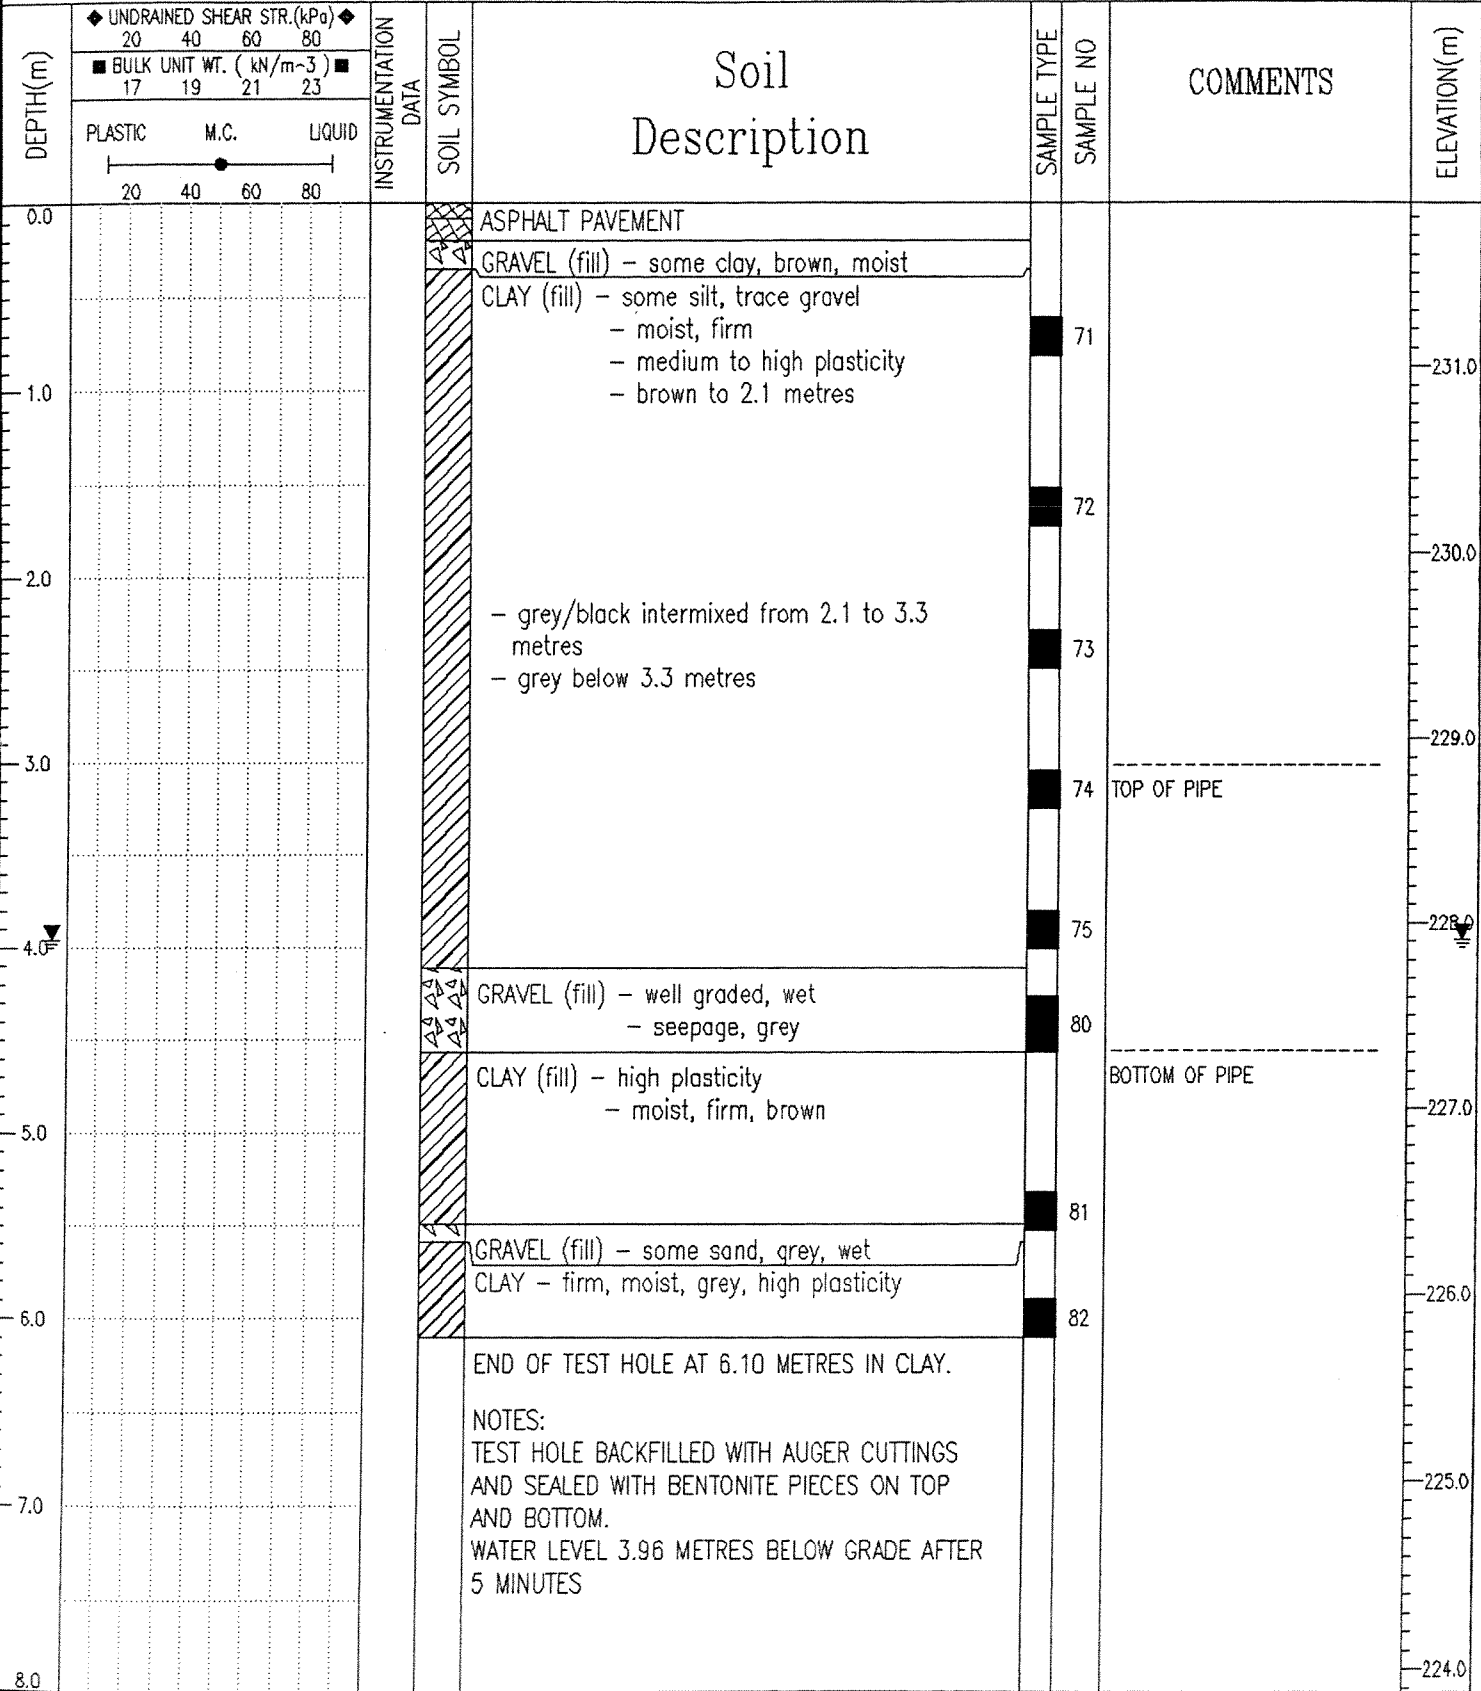 DEPTH(m)
◆ UNDRAINED SHEAR STR.(kPa) ◆
20 40 60 80
■ BULK UNIT WT. ( kN/m~3 ) ■
17 19 21 23
PLASTIC M.C. LIQUID
20 40 60 80
INSTRUMENTATION
DATA
SOIL SYMBOL
Soil
Description
SAMPLE TYPE
SAMPLE NO
COMMENTS
ELEVATION(m)
0.0
ASPHALT PAVEMENT
GRAVEL (fill) – some clay, brown, moist
CLAY (fill) – some silt, trace gravel
– moist, firm
71
– medium to high plasticity
231.0
1.0
– brown to 2.1 metres
72
230.0
2.0
– grey/black intermixed from 2.1 to 3.3
metres
73
– grey below 3.3 metres
229.0
3.0
74
TOP OF PIPE
75
228.0
4.0
GRAVEL (fill) – well graded, wet
– seepage, grey
80
CLAY (fill) – high plasticity
BOTTOM OF PIPE
– moist, firm, brown
227.0
5.0
81
GRAVEL (fill) – some sand, grey, wet
CLAY – firm, moist, grey, high plasticity
226.0
6.0
82
END OF TEST HOLE AT 6.10 METRES IN CLAY.
NOTES:
TEST HOLE BACKFILLED WITH AUGER CUTTINGS
AND SEALED WITH BENTONITE PIECES ON TOP
225.0
7.0
AND BOTTOM.
WATER LEVEL 3.96 METRES BELOW GRADE AFTER
5 MINUTES
224.0
8.0